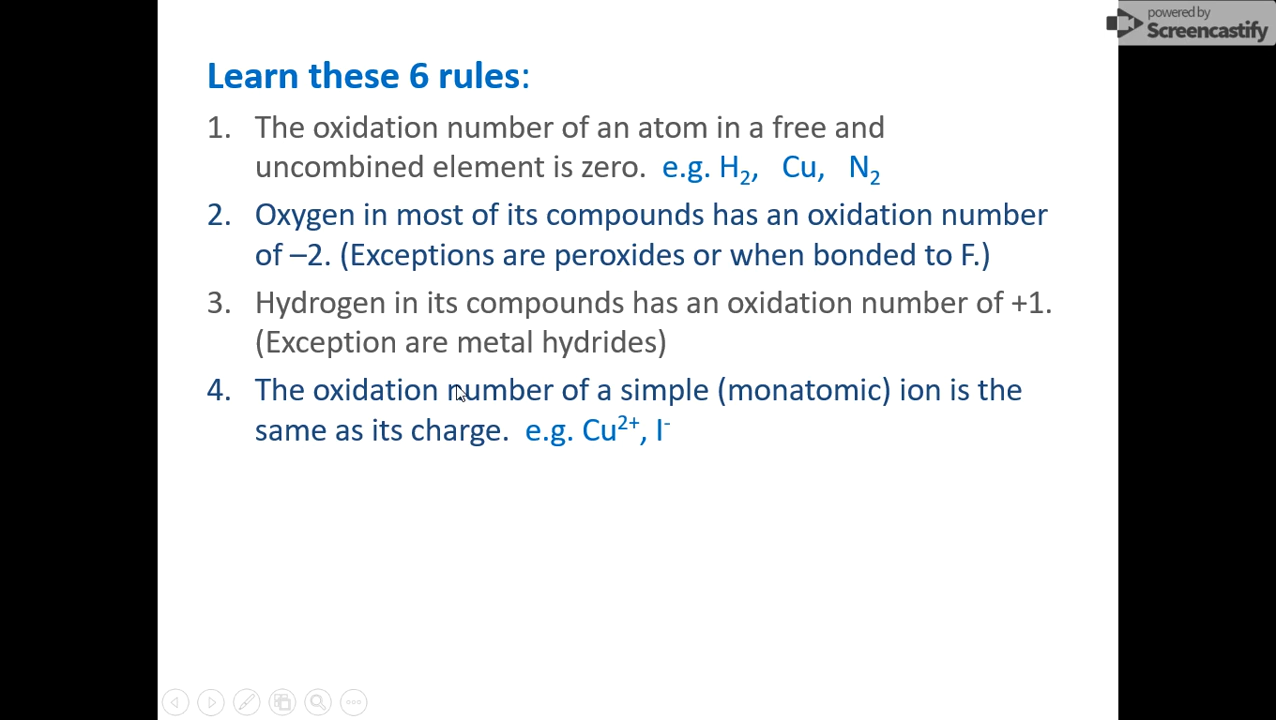 powered by
Screencastify
Learn these 6 rules:
1. The oxidation number of an atom in a free and
uncombined element is zero. e.g. H₂, Cu, N₂
2. Oxygen in most of its compounds has an oxidation number
of –2. (Exceptions are peroxides or when bonded to F.)
3. Hydrogen in its compounds has an oxidation number of +1.
(Exception are metal hydrides)
4. The oxidation number of a simple (monatomic) ion is the
same as its charge. e.g. Cu²⁺, I⁻